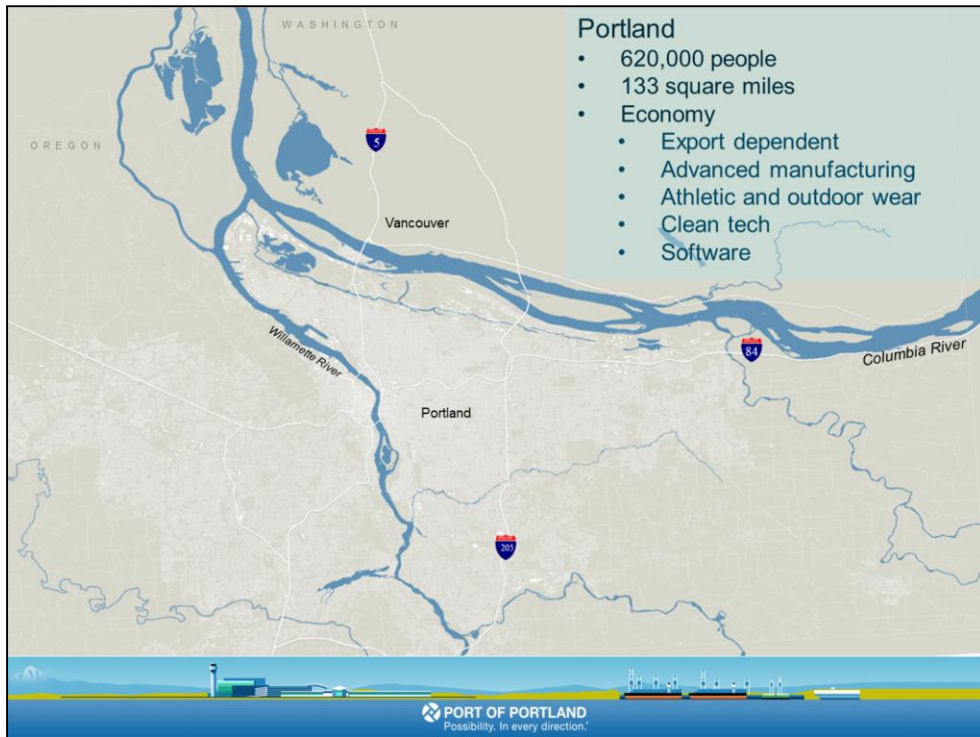 WASHINGTON
Portland
• 620,000 people
• 133 square miles
• Economy
• Export dependent
• Advanced manufacturing
• Athletic and outdoor wear
• Clean tech
• Software
OREGON
5
Vancouver
Willamette River
84
Columbia River
Portland
205
PORT OF PORTLAND
Possibility. In every direction.